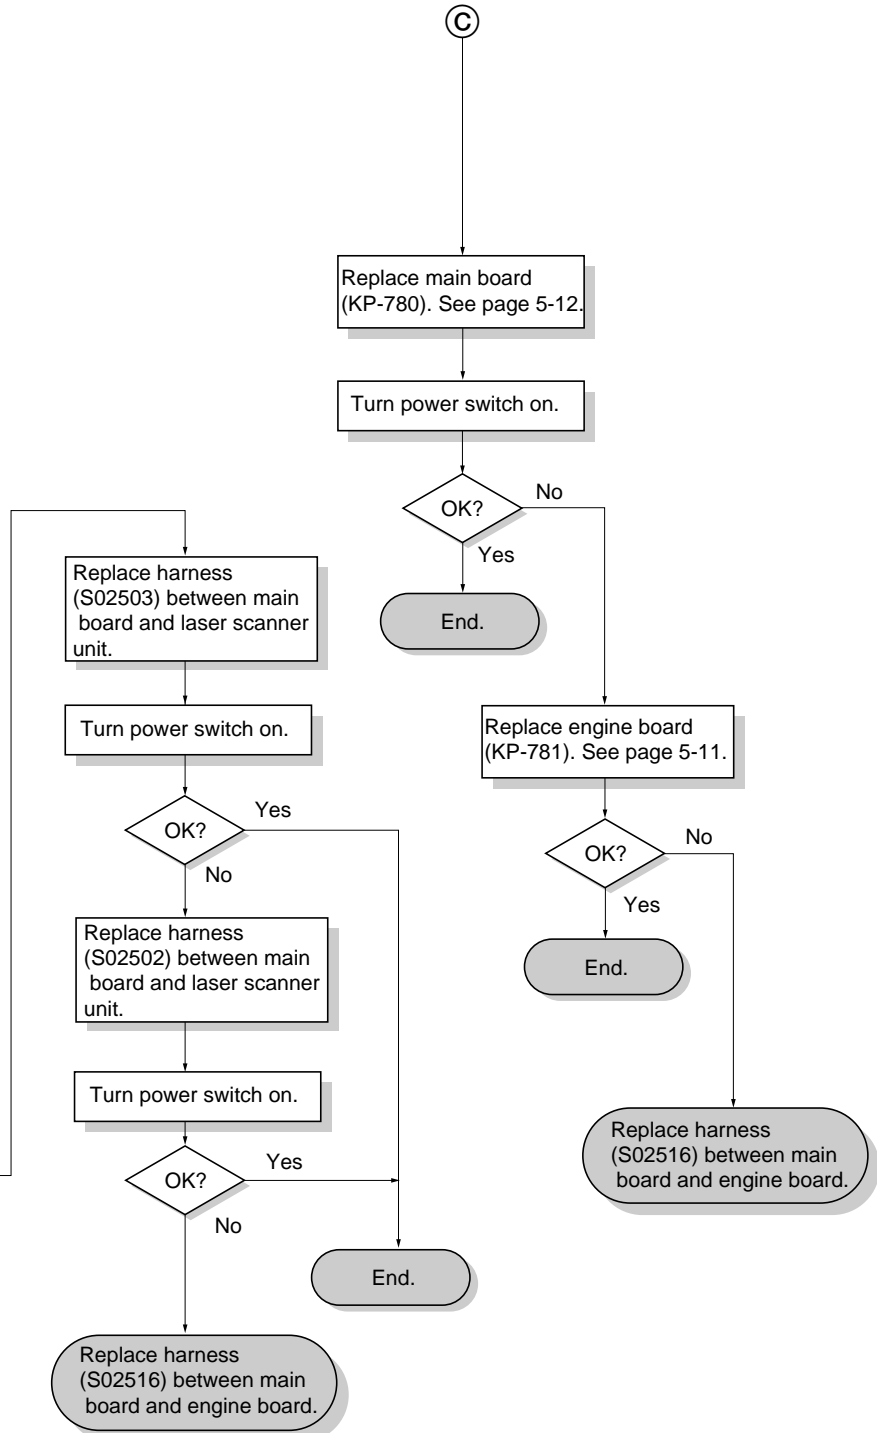 C
Replace main board
(KP-780). See page 5-12.
Turn power switch on.
OK?
No
Yes
End.
Replace engine board
(KP-781). See page 5-11.
OK?
No
Yes
End.
Replace harness
(S02516) between main
board and engine board.
Replace harness
(S02503) between main
board and laser scanner
unit.
Turn power switch on.
OK?
Yes
No
Replace harness
(S02502) between main
board and laser scanner
unit.
Turn power switch on.
OK?
Yes
No
End.
Replace harness
(S02516) between main
board and engine board.